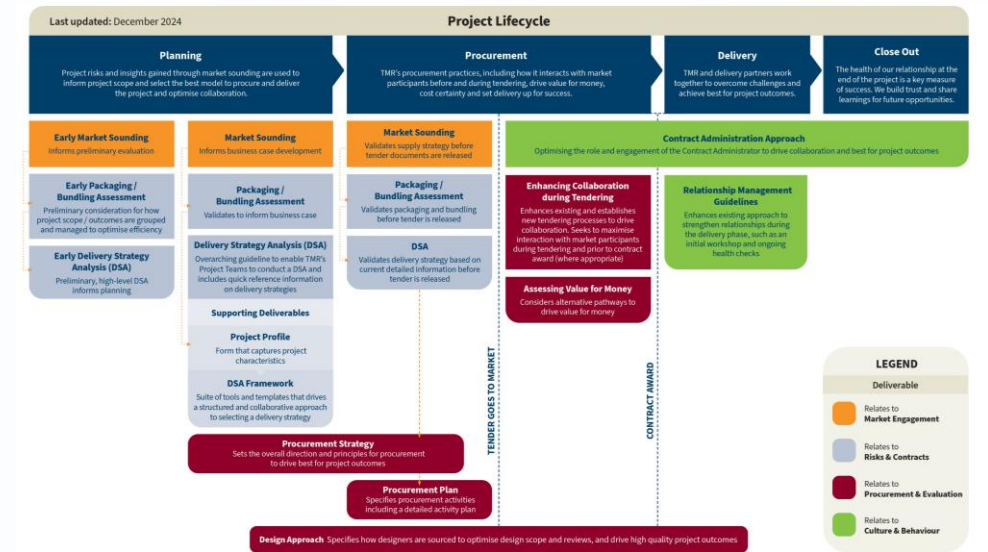 Last updated: December 2024
Project Lifecycle
Planning
Project risks and insights gained through market sounding are used to
inform project scope and select the best model to procure and deliver
the project and optimise collaboration.
Procurement
TMR's procurement practices, including how it interacts with market
participants before and during tendering, drive value for money,
cost certainty and set delivery up for success.
Delivery
TMR and delivery partners work
together to overcome challenges and
achieve best for project outcomes.
Close Out
The health of our relationship at the
end of the project is a key measure
of success. We build trust and share
learnings for future opportunities.
Early Market Sounding
Informs preliminary evaluation
Early Packaging /
Bundling Assessment
Preliminary consideration for how
project scope / outcomes are grouped
and managed to optimise efficiency
Early Delivery Strategy
Analysis (DSA)
Preliminary, high-level DSA
informs planning
Market Sounding
Informs business case development
Packaging /
Bundling Assessment
Validates to inform business case
Delivery Strategy Analysis (DSA)
Overarching guideline to enable TMR's
Project Teams to conduct a DSA and
includes quick reference information
on delivery strategies
Supporting Deliverables
Project Profile
Form that captures project
characteristics
DSA Framework
Suite of tools and templates that drives
a structured and collaborative approach
to selecting a delivery strategy
Market Sounding
Validates supply strategy before
tender documents are released
Packaging /
Bundling Assessment
Validates packaging and bundling
before tender is released
DSA
Validates delivery strategy based on
current detailed information before
tender is released
Procurement Strategy
Sets the overall direction and principles for procurement
to drive best for project outcomes
Procurement Plan
Specifies procurement activities
including a detailed activity plan
Design Approach Specifies how designers are sourced to optimise design scope and reviews, and drive high quality project outcomes
TENDER GOES TO MARKET
Contract Administration Approach
Optimising the role and engagement of the Contract Administrator to drive collaboration and best for project outcomes
Enhancing Collaboration
during Tendering
Enhances existing and establishes
new tendering processes to drive
collaboration. Seeks to maximise
interaction with market participants
during tendering and prior to contract
award (where appropriate)
Assessing Value for Money
Considers alternative pathways to
drive value for money
CONTRACT AWARD
Relationship Management
Guidelines
Enhances existing approach to
strengthen relationships during
the delivery phase, such as an
initial workshop and ongoing
health checks
LEGEND
Deliverable
Relates to
Market Engagement
Relates to
Risks & Contracts
Relates to
Procurement & Evaluation
Relates to
Culture & Behaviour